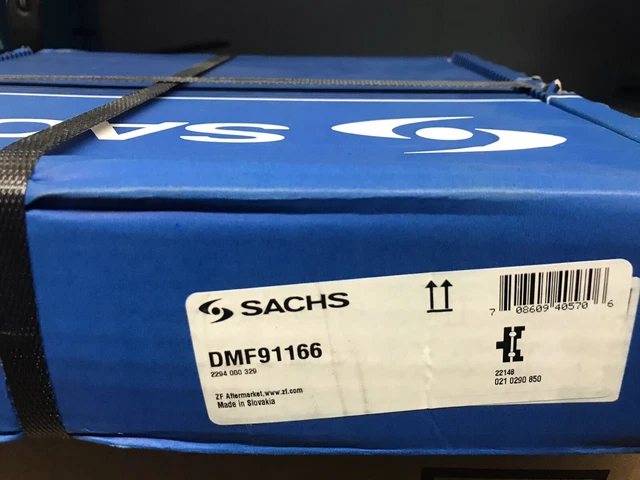 SAC
SACHS
DMF91166
2294 000 329
ZF Aftermarket, www.zf.com
Made in Slovakia
7 08609 40570 6
22148
021 0290 850